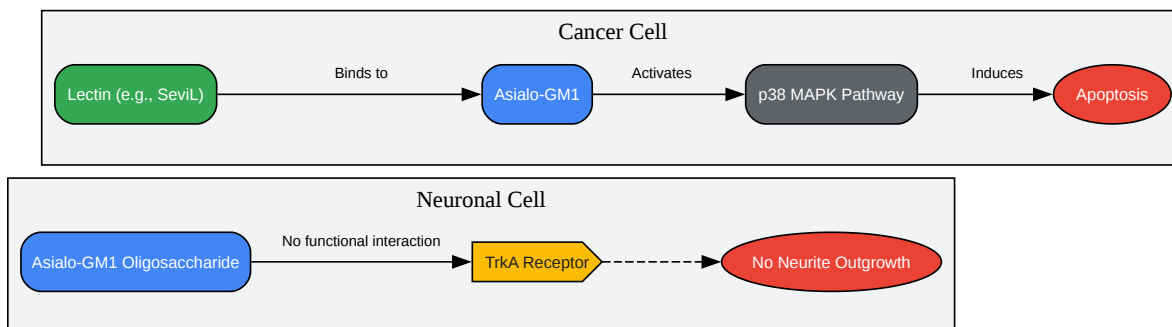 Cancer Cell
Lectin (e.g., SeviL)
Binds to
Asialo-GM1
Activates
p38 MAPK Pathway
Induces
Apoptosis
Neuronal Cell
Asialo-GM1 Oligosaccharide
No functional interaction
TrkA Receptor
No Neurite Outgrowth